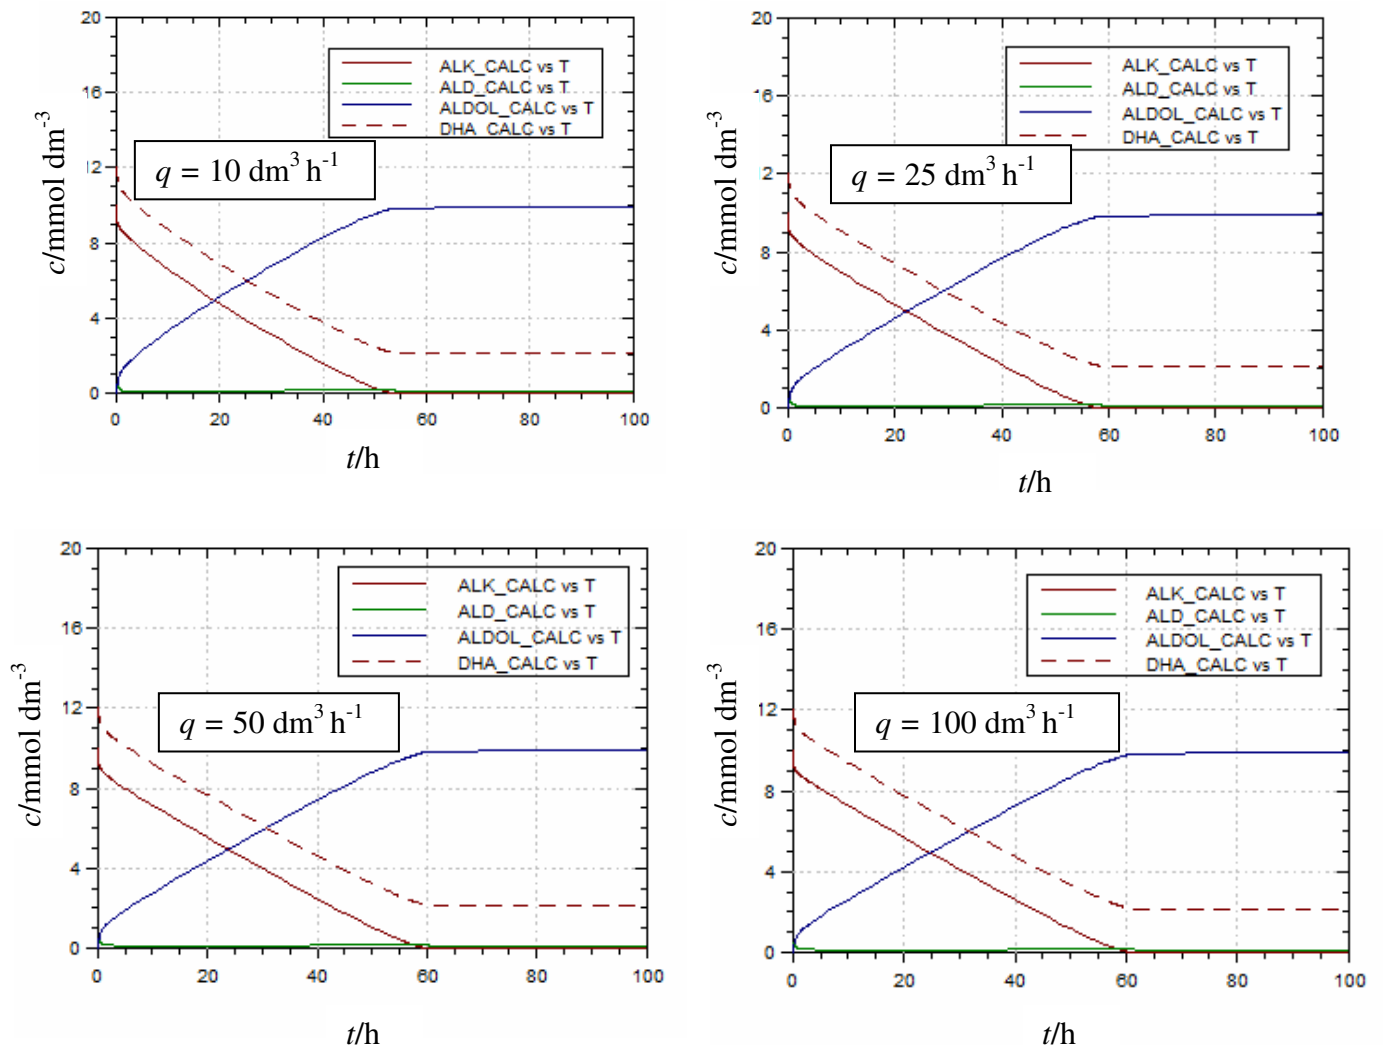 20
16
12
8
4
0
c/mmol dm-3
ALK_CALC vs T
ALD_CALC vs T
ALDOL_CALC vs T
DHA_CALC vs T
q = 10 dm3 h-1
0 20 40 60 80 100
t/h
20
16
12
8
4
0
c/mmol dm-3
ALK_CALC vs T
ALD_CALC vs T
ALDOL_CALC vs T
DHA_CALC vs T
q = 25 dm3 h-1
0 20 40 60 80 100
t/h
20
16
12
8
4
0
c/mmol dm-3
ALK_CALC vs T
ALD_CALC vs T
ALDOL_CALC vs T
DHA_CALC vs T
q = 50 dm3 h-1
0 20 40 60 80 100
t/h
20
16
12
8
4
0
c/mmol dm-3
ALK_CALC vs T
ALD_CALC vs T
ALDOL_CALC vs T
DHA_CALC vs T
q = 100 dm3 h-1
0 20 40 60 80 100
t/h